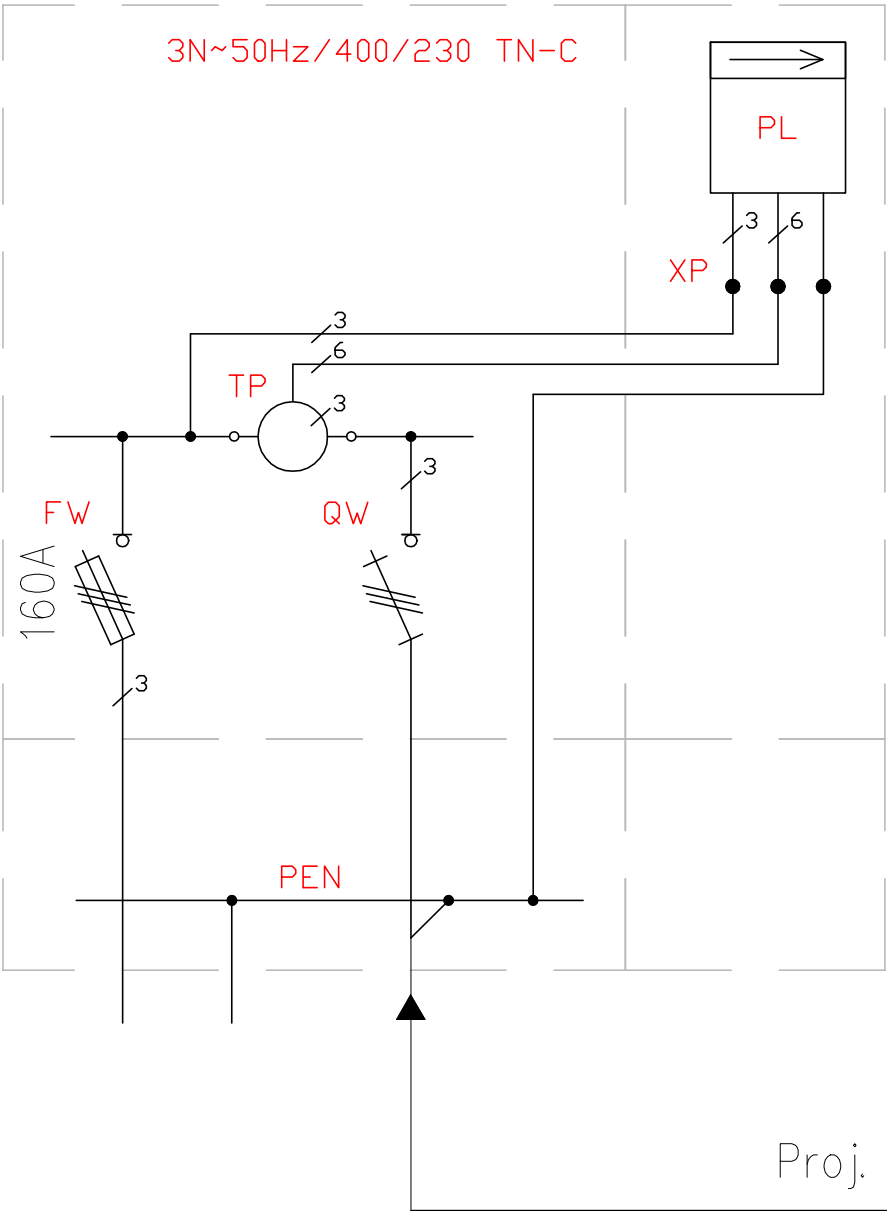 3N~50Hz/400/230 TN-C
PL
3
6
XP
3
6
TP
3
3
FW
QW
160A
3
PEN
Proj.